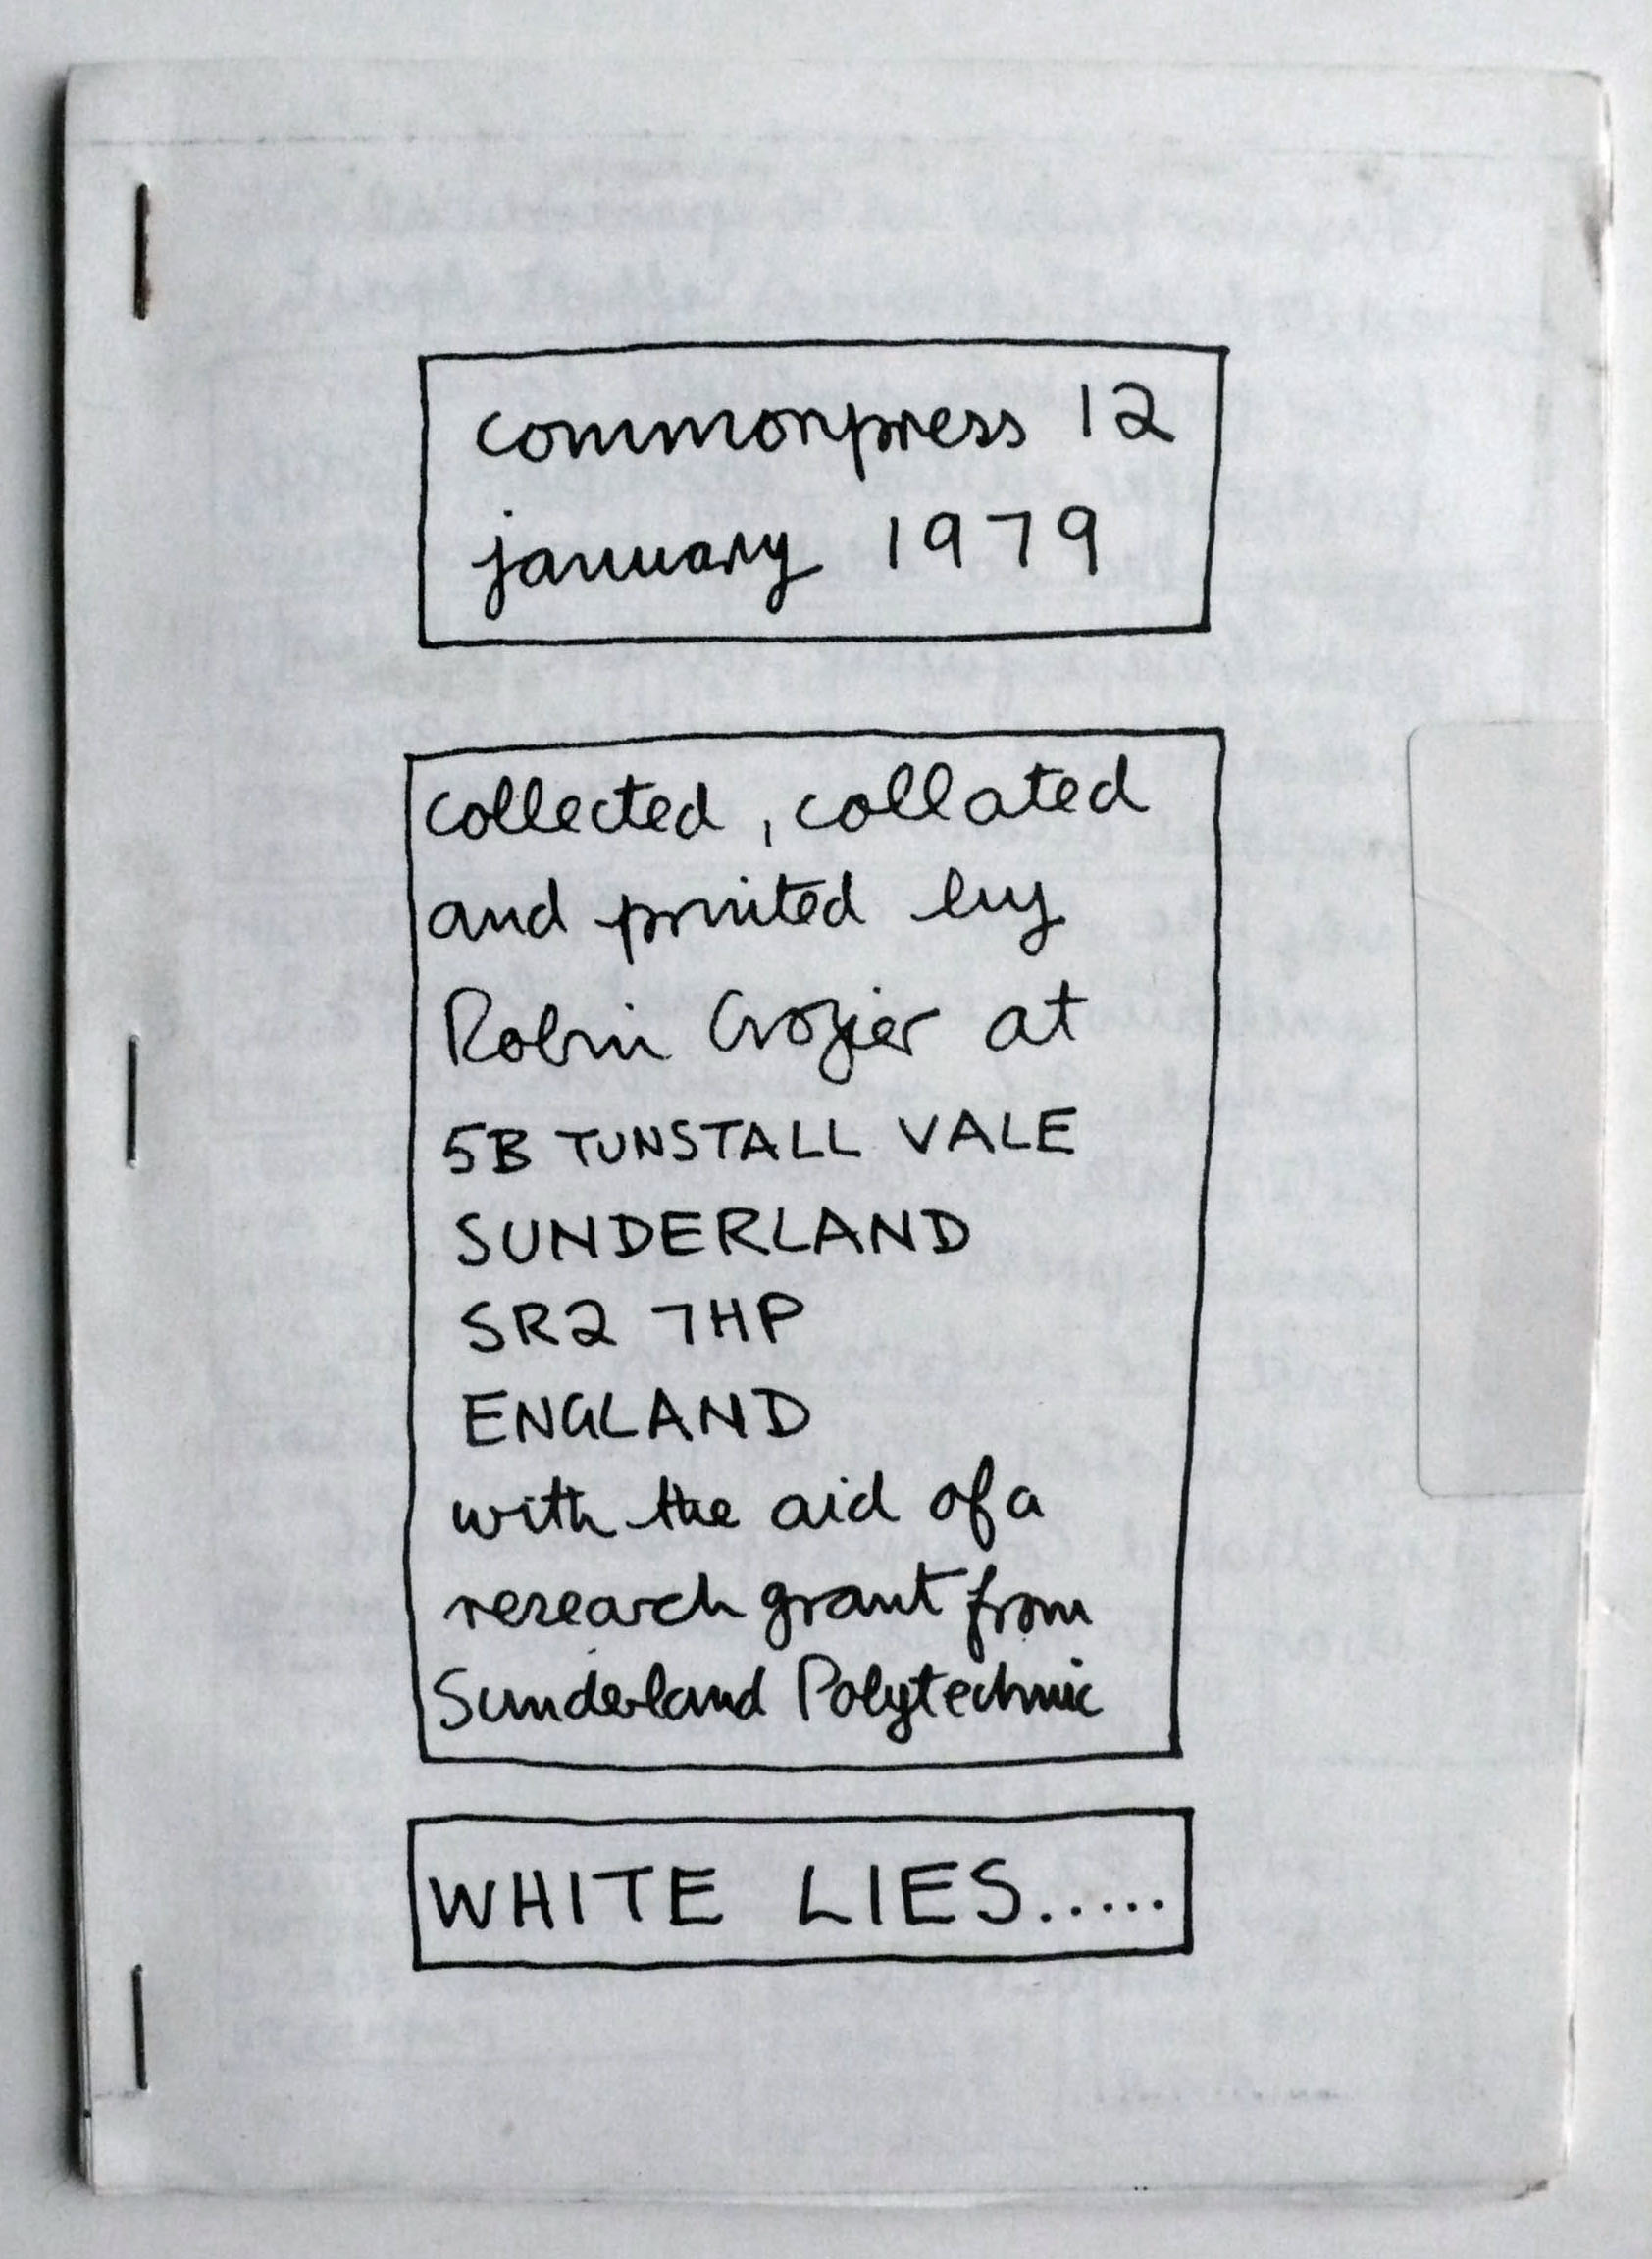 commonpress 12
january 1979
collected, collated
and printed by
Robin Crozier at
5B TUNSTALL VALE
SUNDERLAND
SR2 7HP
ENGLAND
with the aid of a
research grant from
Sunderland Polytechnic
WHITE LIES.....